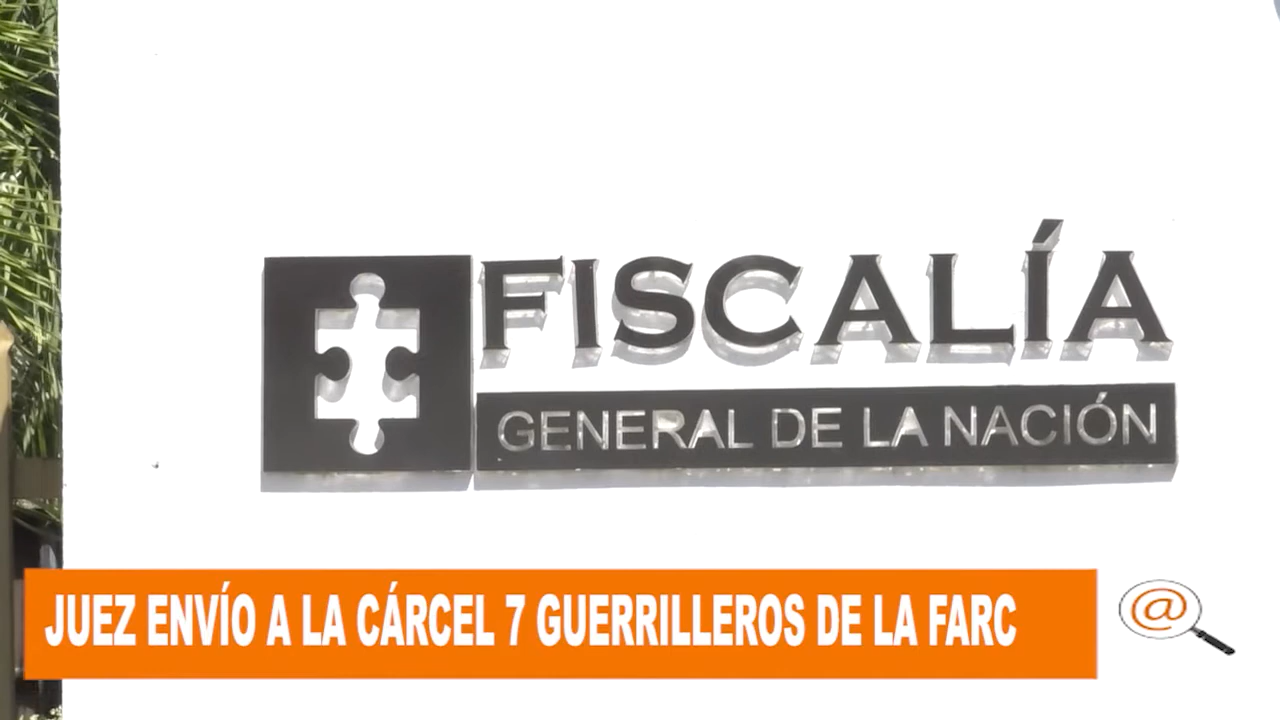 FISCALÍA
GENERAL DE LA NACIÓN
JUEZ ENVÍO A LA CÁRCEL 7 GUERRILLEROS DE LA FARC
@